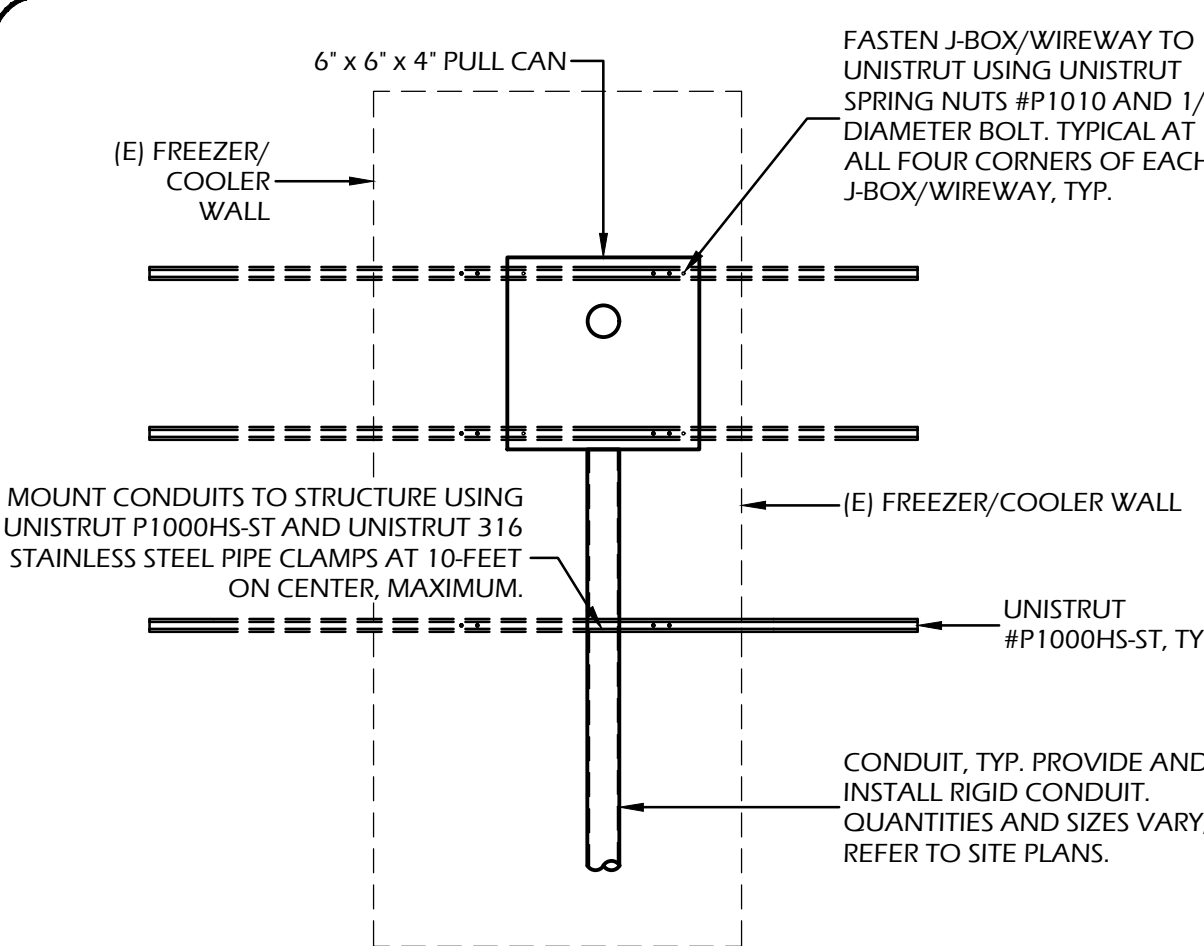 6" x 6" x 4" PULL CAN
FASTEN J-BOX/WIREWAY TO
UNISTRUT USING UNISTRUT
SPRING NUTS #P1010 AND 1/
DIAMETER BOLT. TYPICAL AT
ALL FOUR CORNERS OF EACH
J-BOX/WIREWAY, TYP.
(E) FREEZER/
COOLER
WALL
MOUNT CONDUITS TO STRUCTURE USING
UNISTRUT P1000HS-ST AND UNISTRUT 316
STAINLESS STEEL PIPE CLAMPS AT 10-FEET
ON CENTER, MAXIMUM.
(E) FREEZER/COOLER WALL
UNISTRUT
#P1000HS-ST, TY
CONDUIT, TYP. PROVIDE AND
INSTALL RIGID CONDUIT.
QUANTITIES AND SIZES VARY,
REFER TO SITE PLANS.